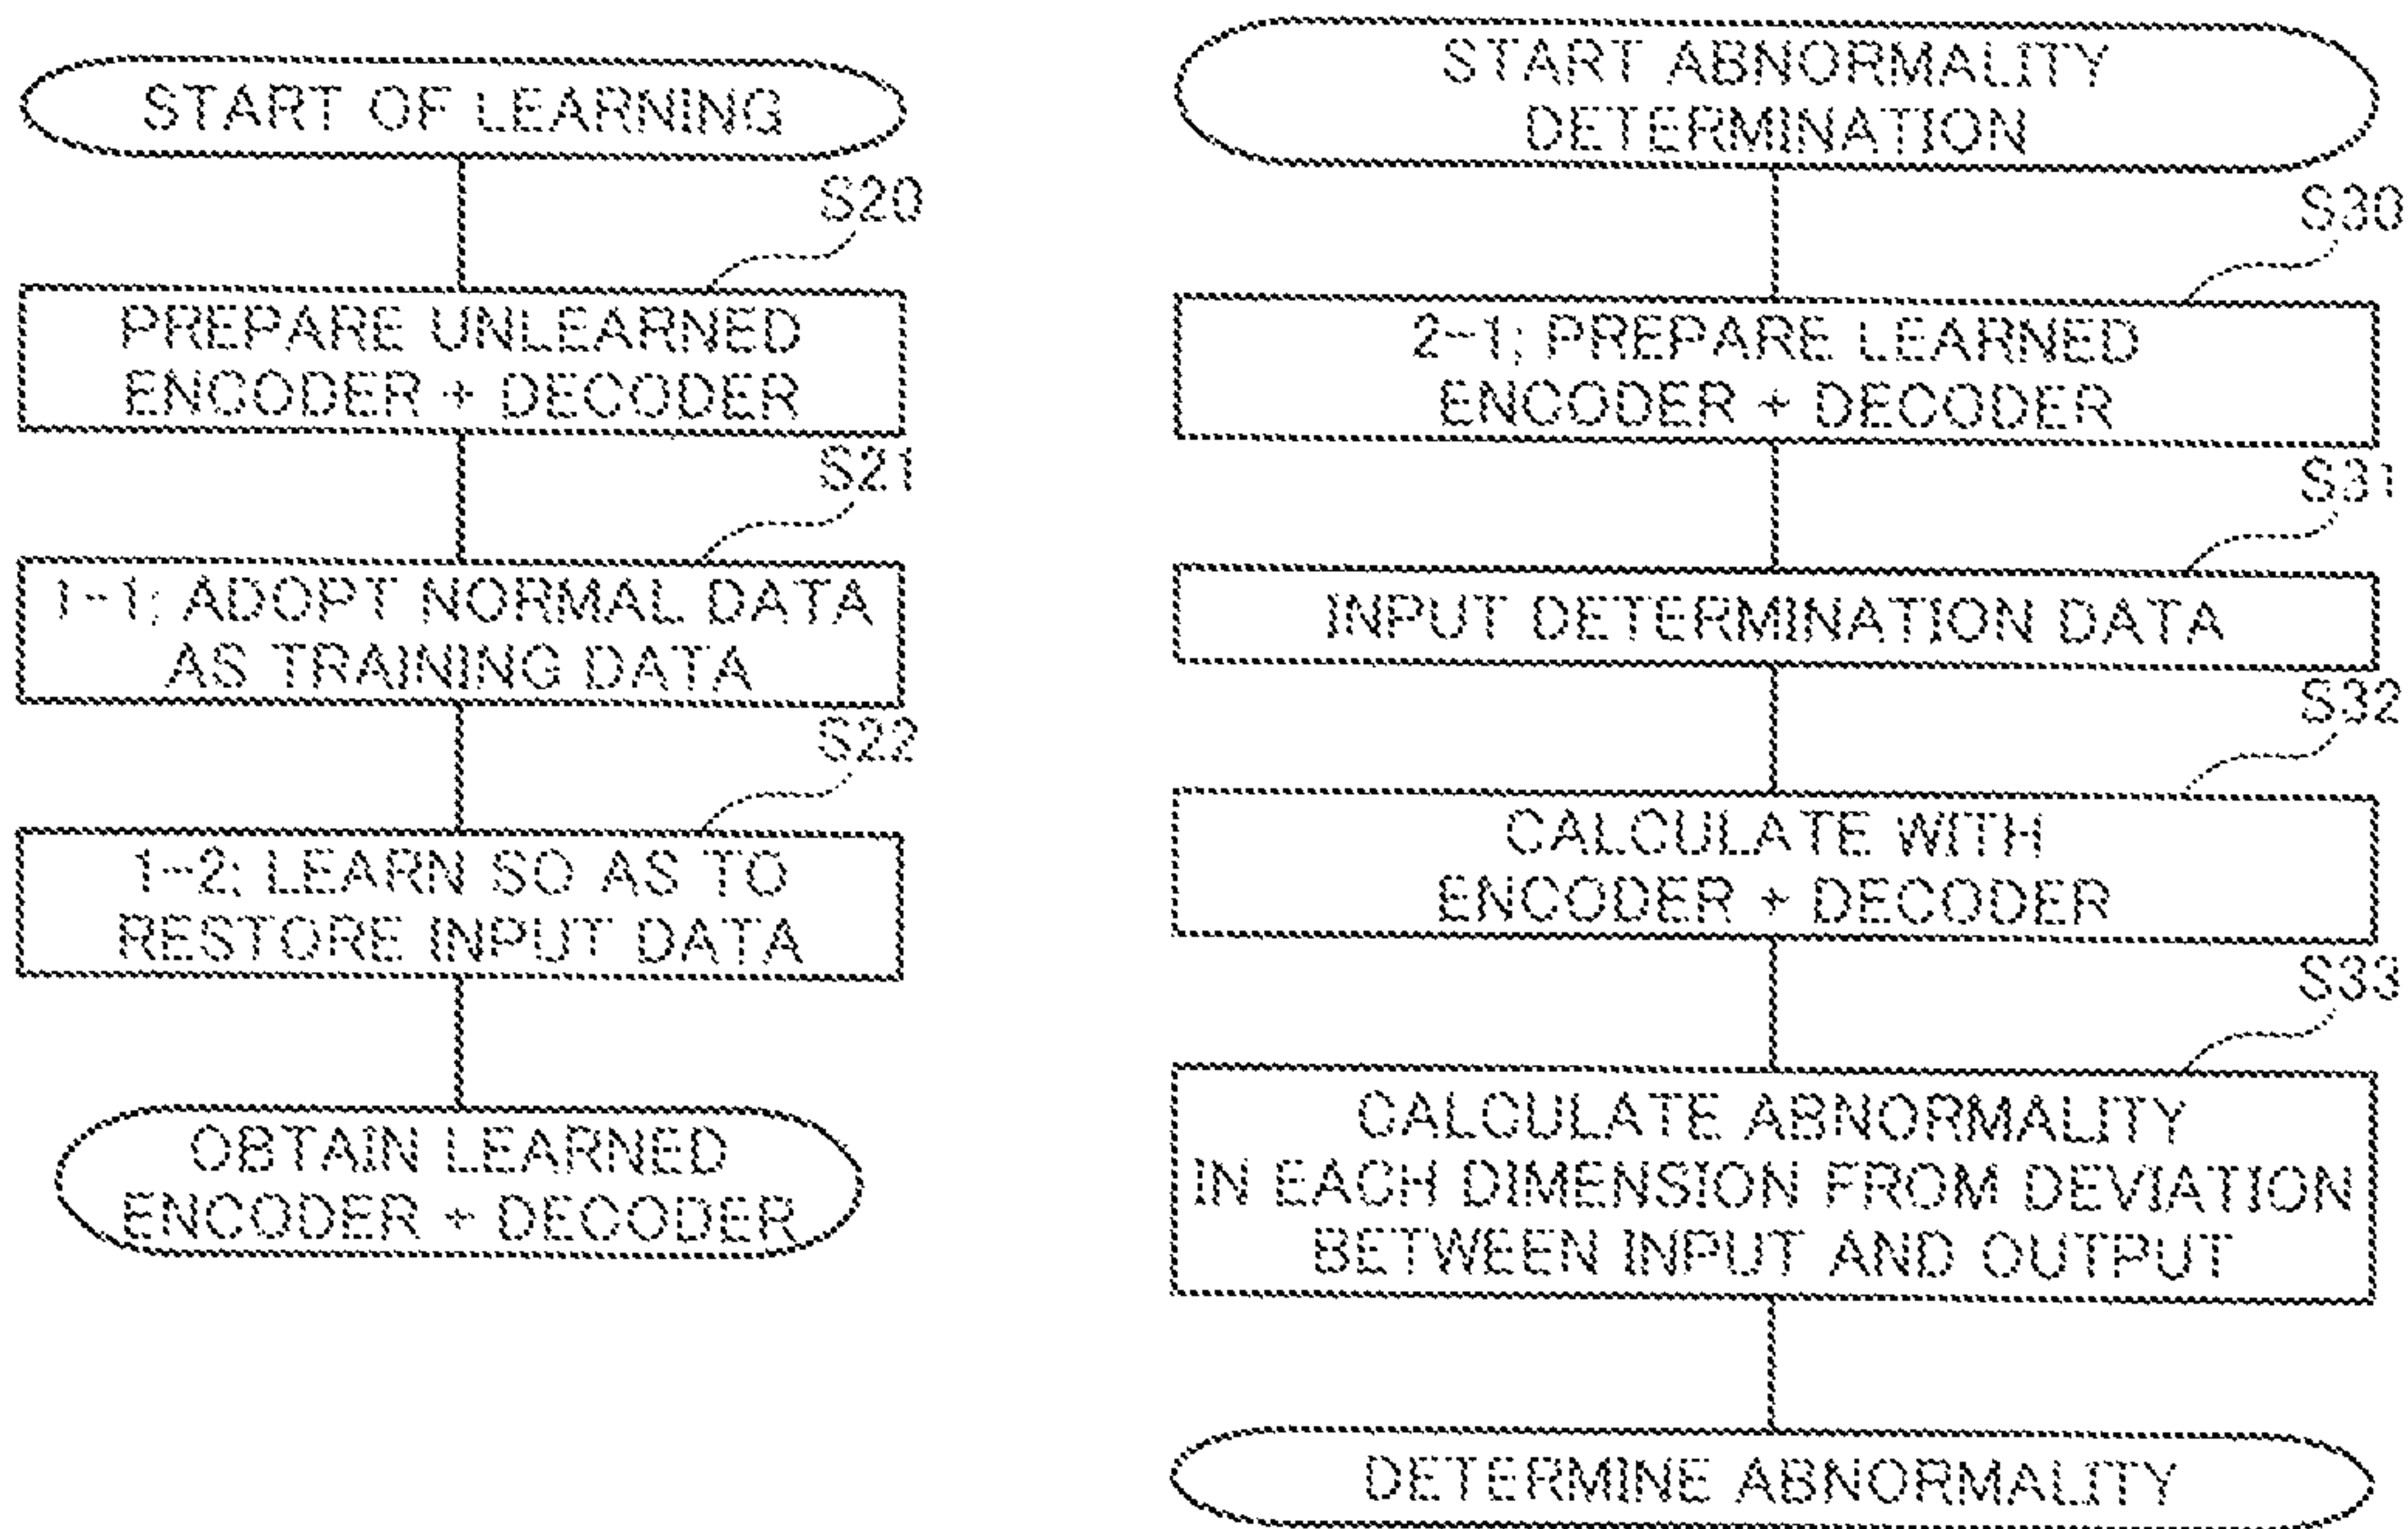 START OF LEARNING
S20
PREPARE UNLEARNED
ENCODER + DECODER
S21
1-1; ADOPT NORMAL DATA
AS TRAINING DATA
S22
1-2; LEARN SO AS TO
RESTORE INPUT DATA
OBTAIN LEARNED
ENCODER + DECODER
START ABNORMALITY
DETERMINATION
S30
2-1; PREPARE LEARNED
ENCODER + DECODER
S31
INPUT DETERMINATION DATA
S32
CALCULATE WITH
ENCODER + DECODER
S33
CALCULATE ABNORMALITY
IN EACH DIMENSION FROM DEVIATION
BETWEEN INPUT AND OUTPUT
DETERMINE ABNORMALITY